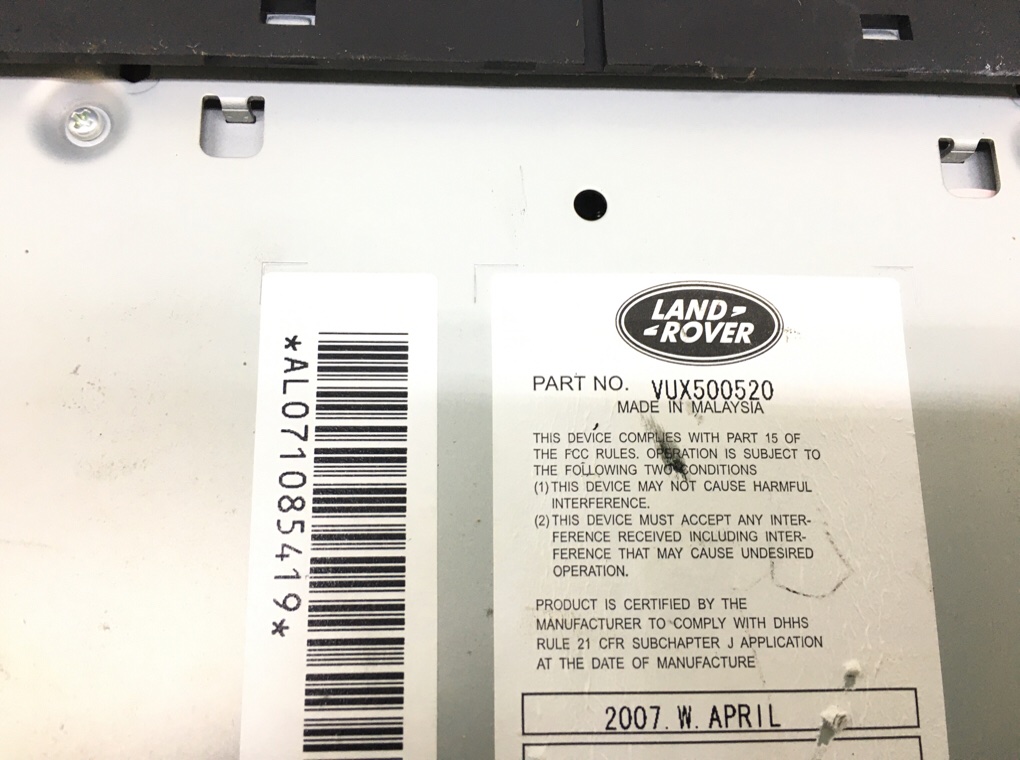 *AL071085419*
LAND
ROVER
PART NO. VUX500520
MADE IN MALAYSIA
THIS DEVICE COMPLIES WITH PART 15 OF
THE FCC RULES. OPERATION IS SUBJECT TO
THE FOLLOWING TWO CONDITIONS
(1) THIS DEVICE MAY NOT CAUSE HARMFUL
INTERFERENCE.
(2) THIS DEVICE MUST ACCEPT ANY INTER-
FERENCE RECEIVED INCLUDING INTER-
FERENCE THAT MAY CAUSE UNDESIRED
OPERATION.
PRODUCT IS CERTIFIED BY THE
MANUFACTURER TO COMPLY WITH DHHS
RULE 21 CFR SUBCHAPTER J APPLICATION
AT THE DATE OF MANUFACTURE
2007. W. APRIL